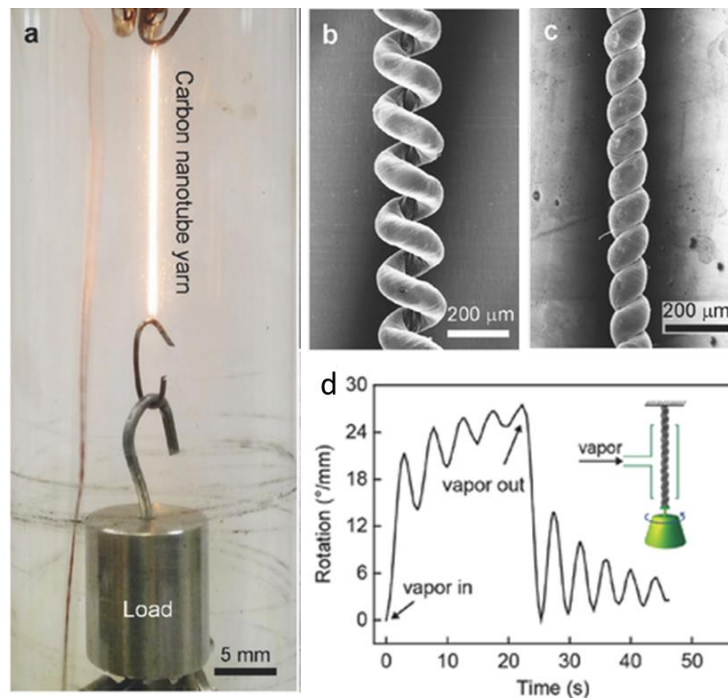 a
Carbon nanotube yarn
Load
5 mm
b
200 μm
c
200 μm
d
30
24
18
12
6
0
Rotation (°/mm)
vapor in
vapor out
vapor
0 10 20 30 40 50
Time (s)